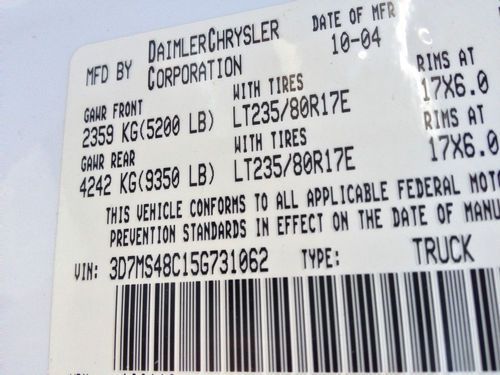 MFD BY DAIMLERCHRYSLER CORPORATION
DATE OF MFR
10-04
GAWR FRONT WITH TIRES RIMS AT
2359 KG(5200 LB) LT235/80R17E 17X6.0
GAWR REAR WITH TIRES RIMS AT
4242 KG(9350 LB) LT235/80R17E 17X6.0
THIS VEHICLE CONFORMS TO ALL APPLICABLE FEDERAL MOT
PREVENTION STANDARDS IN EFFECT ON THE DATE OF MANU
VIN: 3D7MS48C15G731062 TYPE: TRUCK